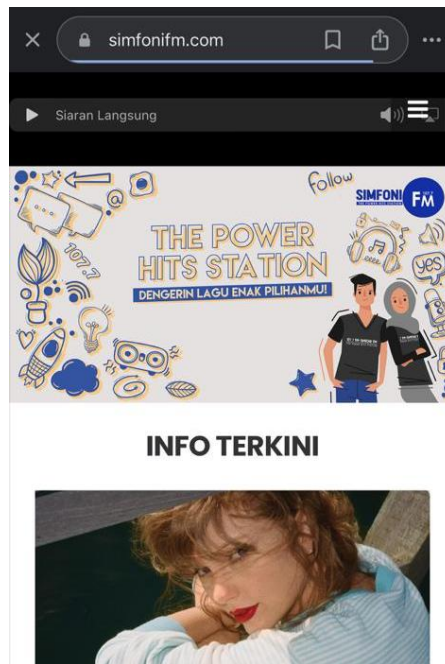 simfonifm.com
Siaran Langsung
follow
SIMFONI FM
107.7
THE POWER
HITS STATION
DENGERIN LAGU ENAK PILIHANMU!
@
YES
INFO TERKINI